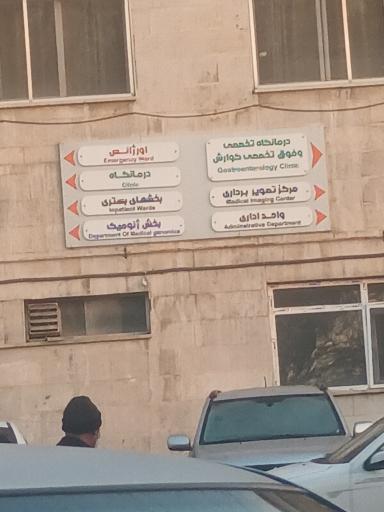 اورژانس
Emergency Ward
درمانگاه
Clinic
بخشهای بستری
Inpatient Wards
بخش ژنومیک
Department Of Medical genomics
درمانگاه تخصصی
وفوق تخصصی گوارش
Gastroenterology Clinic
مرکز تصویر برداری
Medical Imaging Center
واحد اداری
Administrative Department